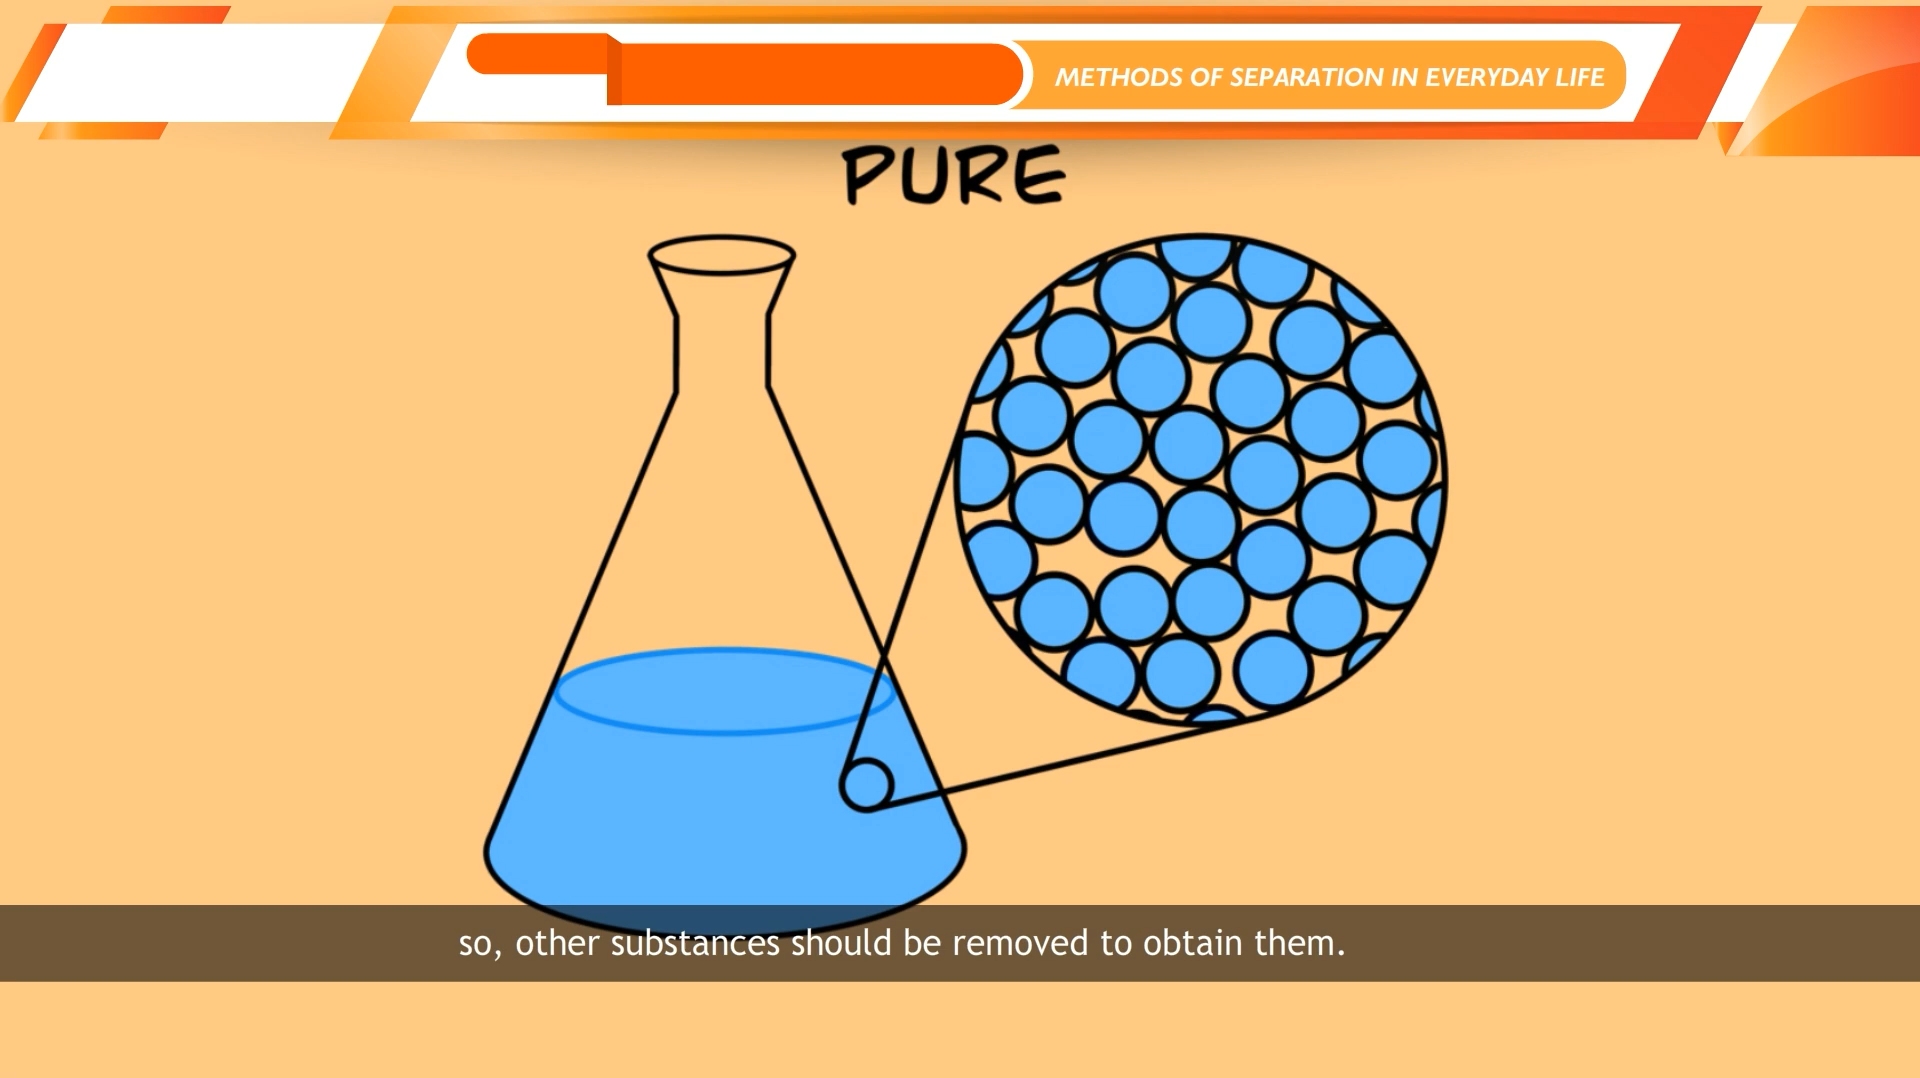 METHODS OF SEPARATION IN EVERYDAY LIFE
PURE
so, other substances should be removed to obtain them.